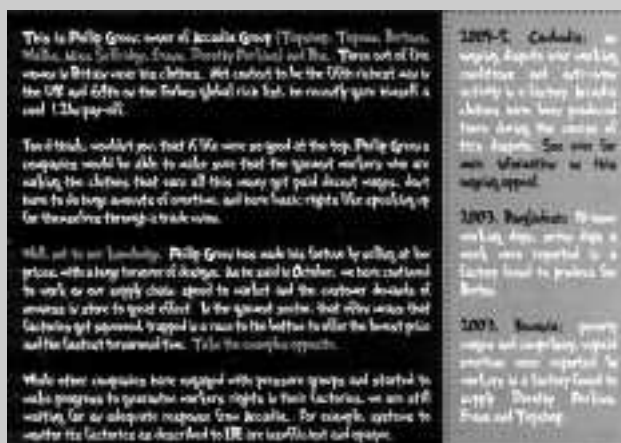 This is Philip Green: owner of Arcadia Group (Topshop, Topman, Burtons,
Wallis, Miss Selfridge, Evans, Dorothy Perkins) and Bhs. Three out of five
women in Britain wear his clothes. Not content to be the richest man in
the UK and on the Forbes global rich list, he recently gave himself a
cool 1.2bn pay-off.
You'd think, wouldn't you, that if life were so good at the top, Philip Green's
companies would be able to make sure that the garment workers who are
making the clothes that earn all this money get paid decent wages, don't
have to do huge amounts of overtime, and have basic rights like speaking up
for themselves through a trade union.
Well, not to our knowledge. Philip Green has made his fortune by selling at low
prices, with a huge turnover of designs. As he said in October, we have continued
to work on our supply chain speed to market and the customer demands of
newness in store to great effect. In the garment sector, that often means that
factories get squeezed, trapped in a race to the bottom to offer the lowest price
and the fastest turnaround time. Take the examples opposite.
While other companies have engaged with pressure groups and started to
make progress to guarantee workers rights in their factories, we are still
waiting for an adequate response from Arcadia. For example, systems to
monitor its factories as described to are insufficient and opaque.
2004-5, Cambodia: an
ongoing dispute over working
conditions and anti-union
activity in a factory. Arcadia
clothes have been produced
there during the course of
this dispute. See over for
more information on this
ongoing appeal.
2003, Bangladesh:
working days, seven days a
week were reported in a
factory found to produce for
Burton.
2003, Romania: poverty
wages and compulsory, unpaid
overtime were reported by
workers in a factory found to
supply Dorothy Perkins,
Evans and Topshop.